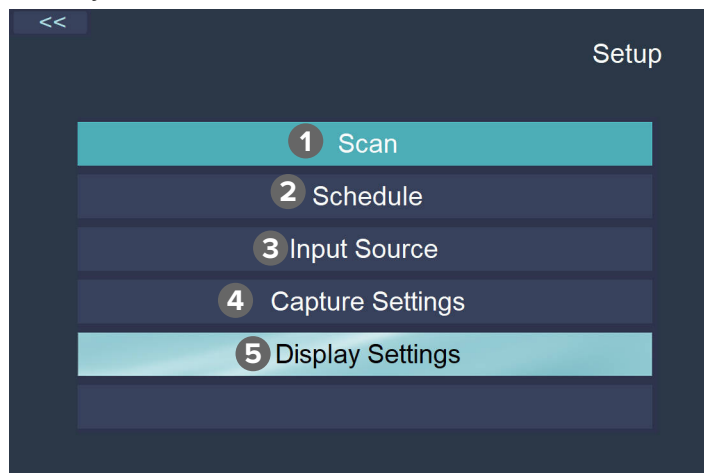 <<
Setup
1 Scan
2 Schedule
3 Input Source
4 Capture Settings
5 Display Settings